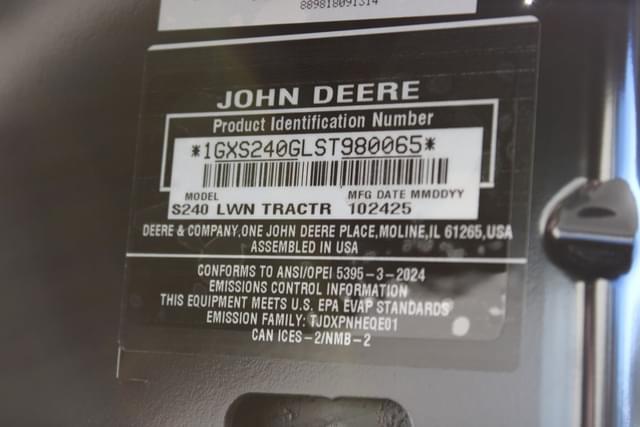 889818091314
JOHN DEERE
Product Identification Number
*1GXS240GLST980065*
MODEL MFG DATE MMDDYY
S240 LWN TRACTR 102425
DEERE & COMPANY,ONE JOHN DEERE PLACE,MOLINE,IL 61265,USA
ASSEMBLED IN USA
CONFORMS TO ANSI/OPEI 5395-3-2024
EMISSIONS CONTROL INFORMATION
THIS EQUIPMENT MEETS U.S. EPA EVAP STANDARDS
EMISSION FAMILY: TJDXPNHEQE01
CAN ICES-2/NMB-2